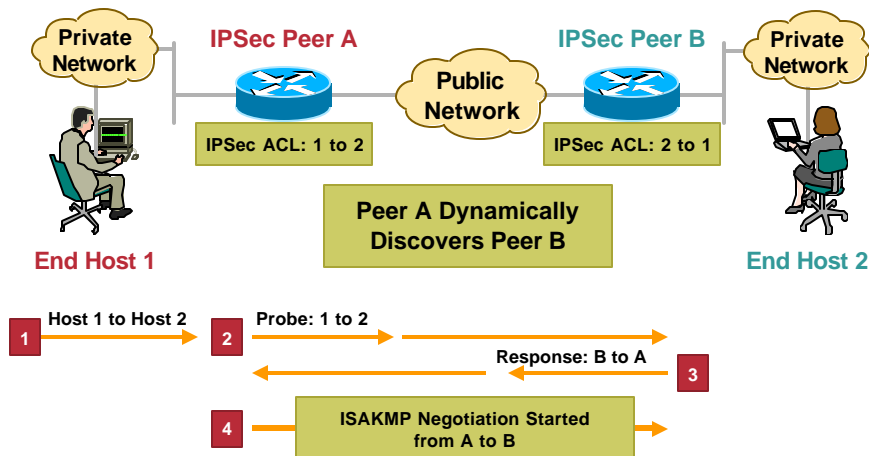 Private
Network
IPSec Peer A
IPSec Peer B
Private
Network
Public
Network
IPSec ACL: 1 to 2
IPSec ACL: 2 to 1
Peer A Dynamically
Discovers Peer B
End Host 1
End Host 2
1
Host 1 to Host 2
2
Probe: 1 to 2
Response: B to A
3
4
ISAKMP Negotiation Started
from A to B